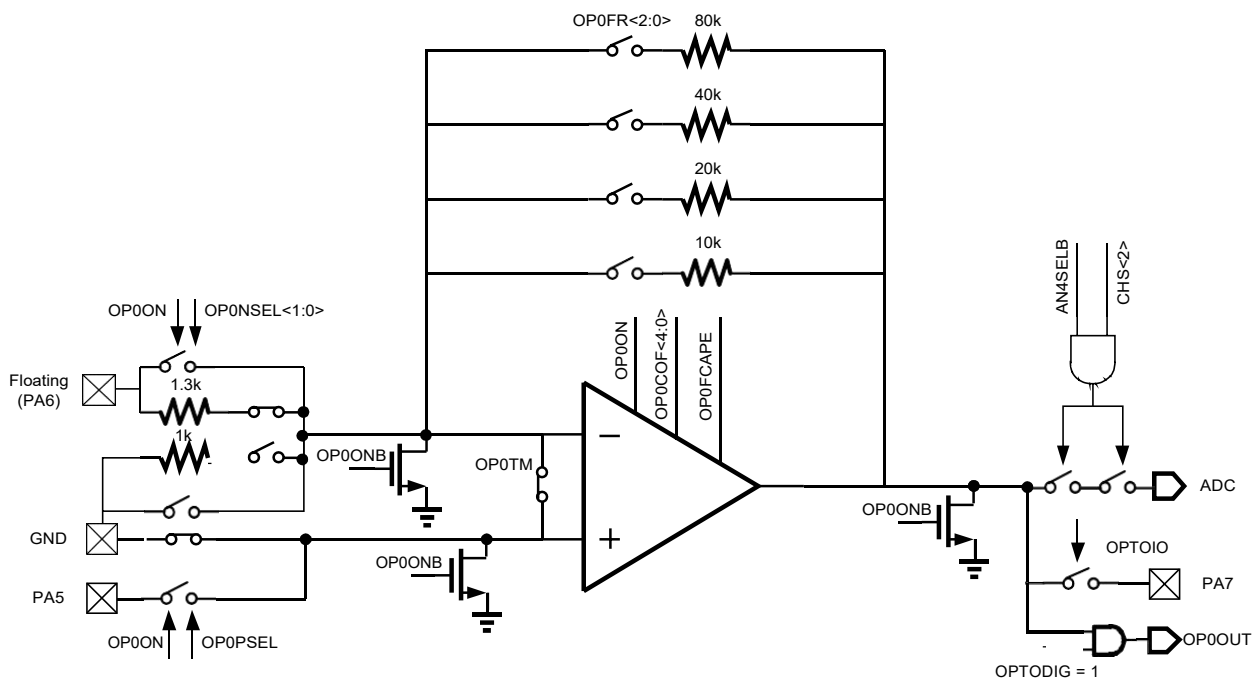 OP0FR<2:0>
80k
40k
20k
10k
OP0ON
OP0NSEL<1:0>
Floating
(PA6)
1.3k
1k
GND
PA5
OP0ON
OP0PSEL
OP0ONB
OP0ONB
OP0TM
OP0ON
OP0COF<4:0>
OP0FCAPE
OP0ONB
AN4SELB
CHS<2>
ADC
OPTOIO
PA7
OP0OUT
OPTODIG = 1